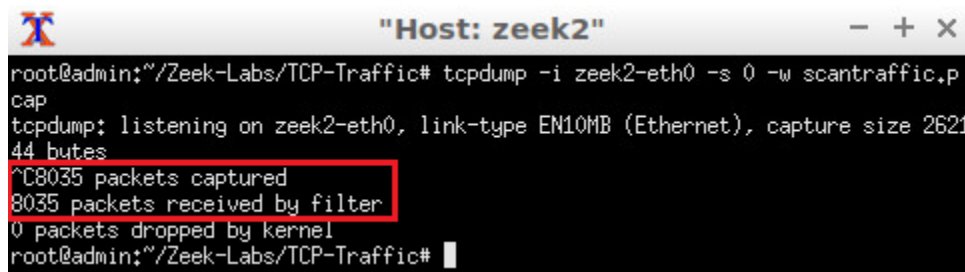 "Host: zeek2"
root@admin:~/Zeek-Labs/TCP-Traffic# tcpdump -i zeek2-eth0 -s 0 -w scantraffic.p
cap
tcpdump: listening on zeek2-eth0, link-type EN10MB (Ethernet), capture size 2621
44 bytes
^C8035 packets captured
8035 packets received by filter
0 packets dropped by kernel
root@admin:~/Zeek-Labs/TCP-Traffic#